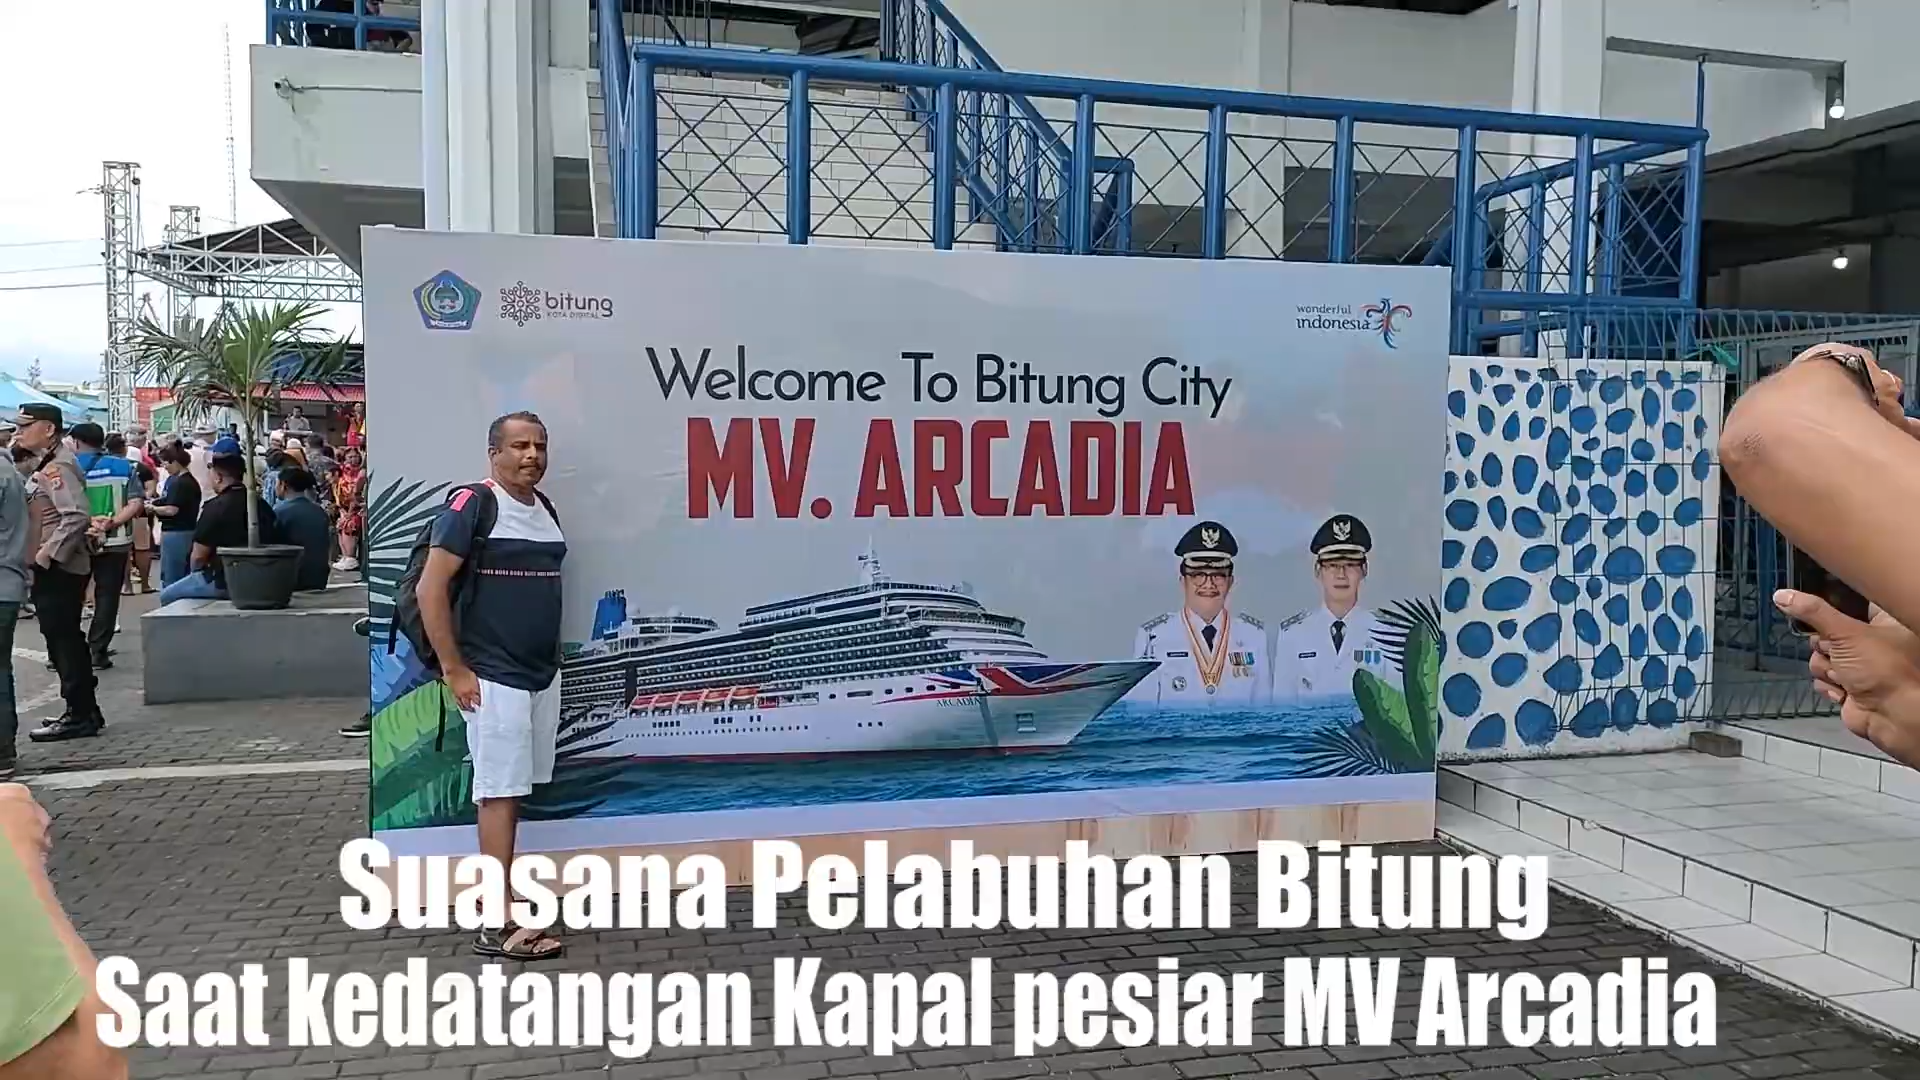 bitung
KOTA DIGITAL
wonderful
indonesia
Welcome To Bitung City
MV. ARCADIA
ARCADIA
Suasana Pelabuhan Bitung
Saat kedatangan Kapal pesiar MV Arcadia